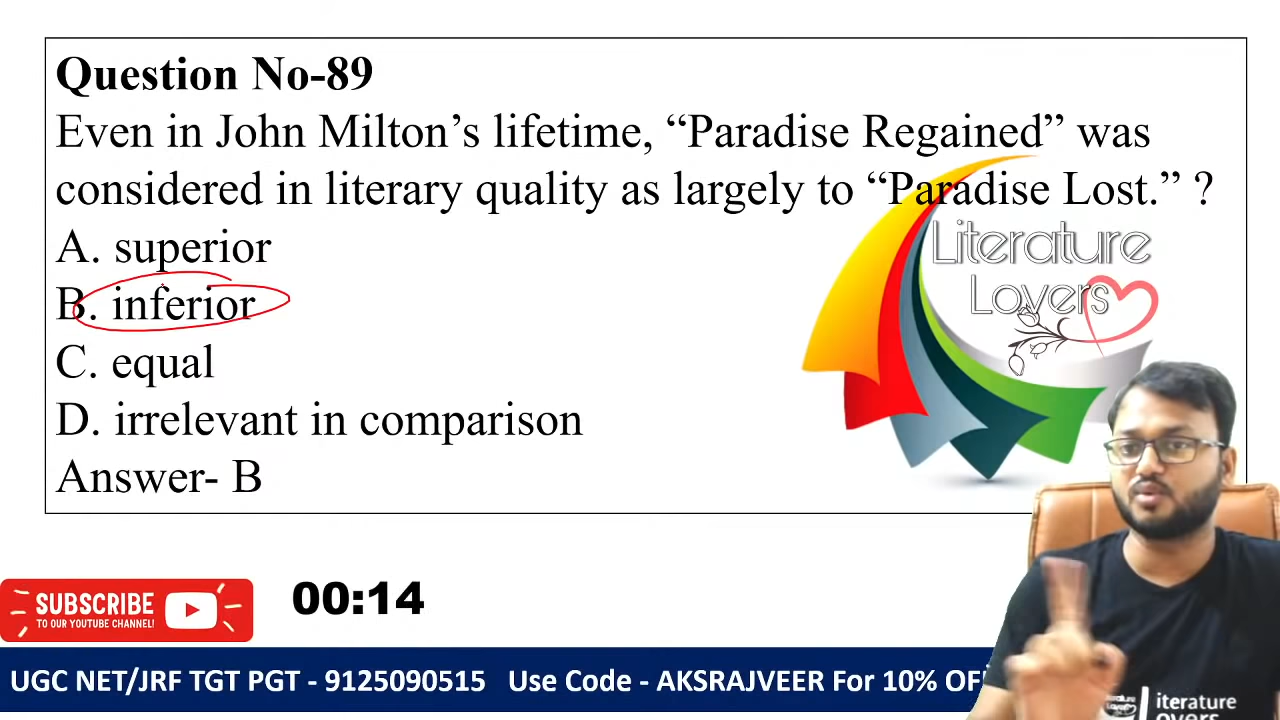 Question No-89
Even in John Milton’s lifetime, “Paradise Regained” was
considered in literary quality as largely to “Paradise Lost.” ?
A. superior
B. inferior
C. equal
D. irrelevant in comparison
Answer- B
Literature
Lovers
SUBSCRIBE
TO OUR YOUTUBE CHANNEL!
00:14
UGC NET/JRF TGT PGT - 9125090515 Use Code - AKSRAJVEER For 10% OF
iterature